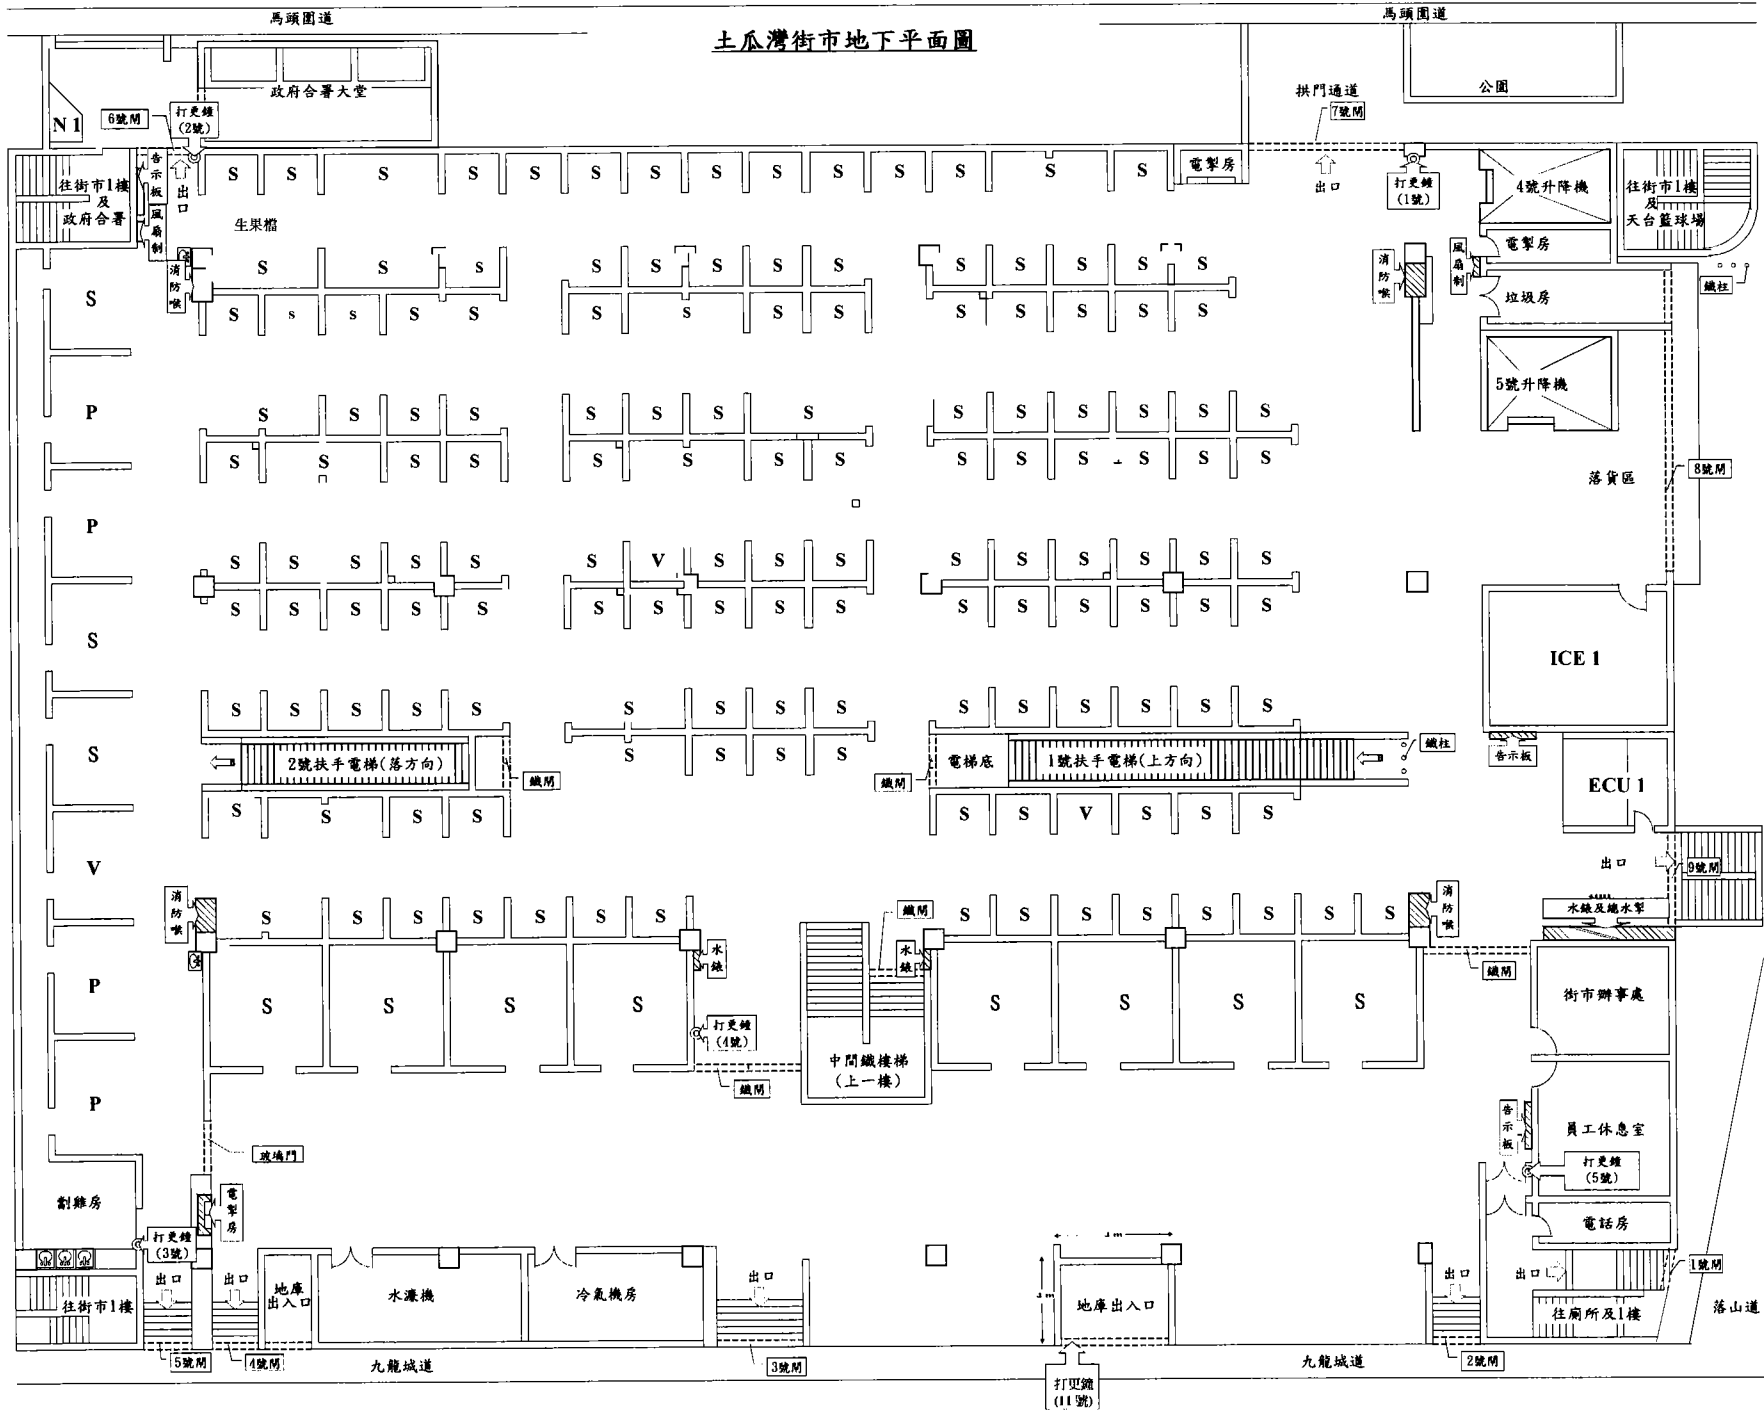 馬頭圍道
馬頭圍道
土瓜灣街市地下平面圖
政府合署大堂
拱門通道
公園
N 1
6號閘
打更鐘
(2號)
7號閘
告示板
出口
S S S S S S S S S S S S S S
電掣房
出口
打更鐘
(1號)
4號升降機
往街市1樓
及
政府合署
往街市1樓
及
天台籃球場
風扇制
生果檔
電掣房
風扇制
消防喉
S S S S S S S S S S S S S
消防喉
鐵柱
S
垃圾房
S S S S S S S S S S S S S S
5號升降機
P
S S S S S S S S S S S S S S
S S S S S S S S S S S S S
落貨區
8號閘
P
S S S S S S V S S S S S S S S S
S S S S S S S S S S S S S S S S
S
ICE 1
S S S S S S S S S S S S S S S
2號扶手電梯(落方向)
鐵閘
S S S S
鐵閘
電梯底
1號扶手電梯(上方向)
鐵柱
告示板
S
ECU 1
S S S S S S V S S S
V
出口
9號閘
消防喉
S S S S S S S S S S S S S S
鐵閘
消防喉
水錶及總水掣
水錶
水錶
鐵閘
P
S S S S S S S S
街市辦事處
打更鐘
(4號)
中間鐵樓梯
(上一樓)
鐵閘
P
告示板
員工休息室
玻璃門
打更鐘
(5號)
劏雞房
電掣房
打更鐘
(3號)
電話房
出口
出口
地庫
出入口
水濂機
冷氣機房
出口
地庫出入口
出口
出口
1號閘
往街市1樓
往廁所及1樓
落山道
5號閘
4號閘
九龍城道
3號閘
九龍城道
2號閘
打更鐘
(11號)